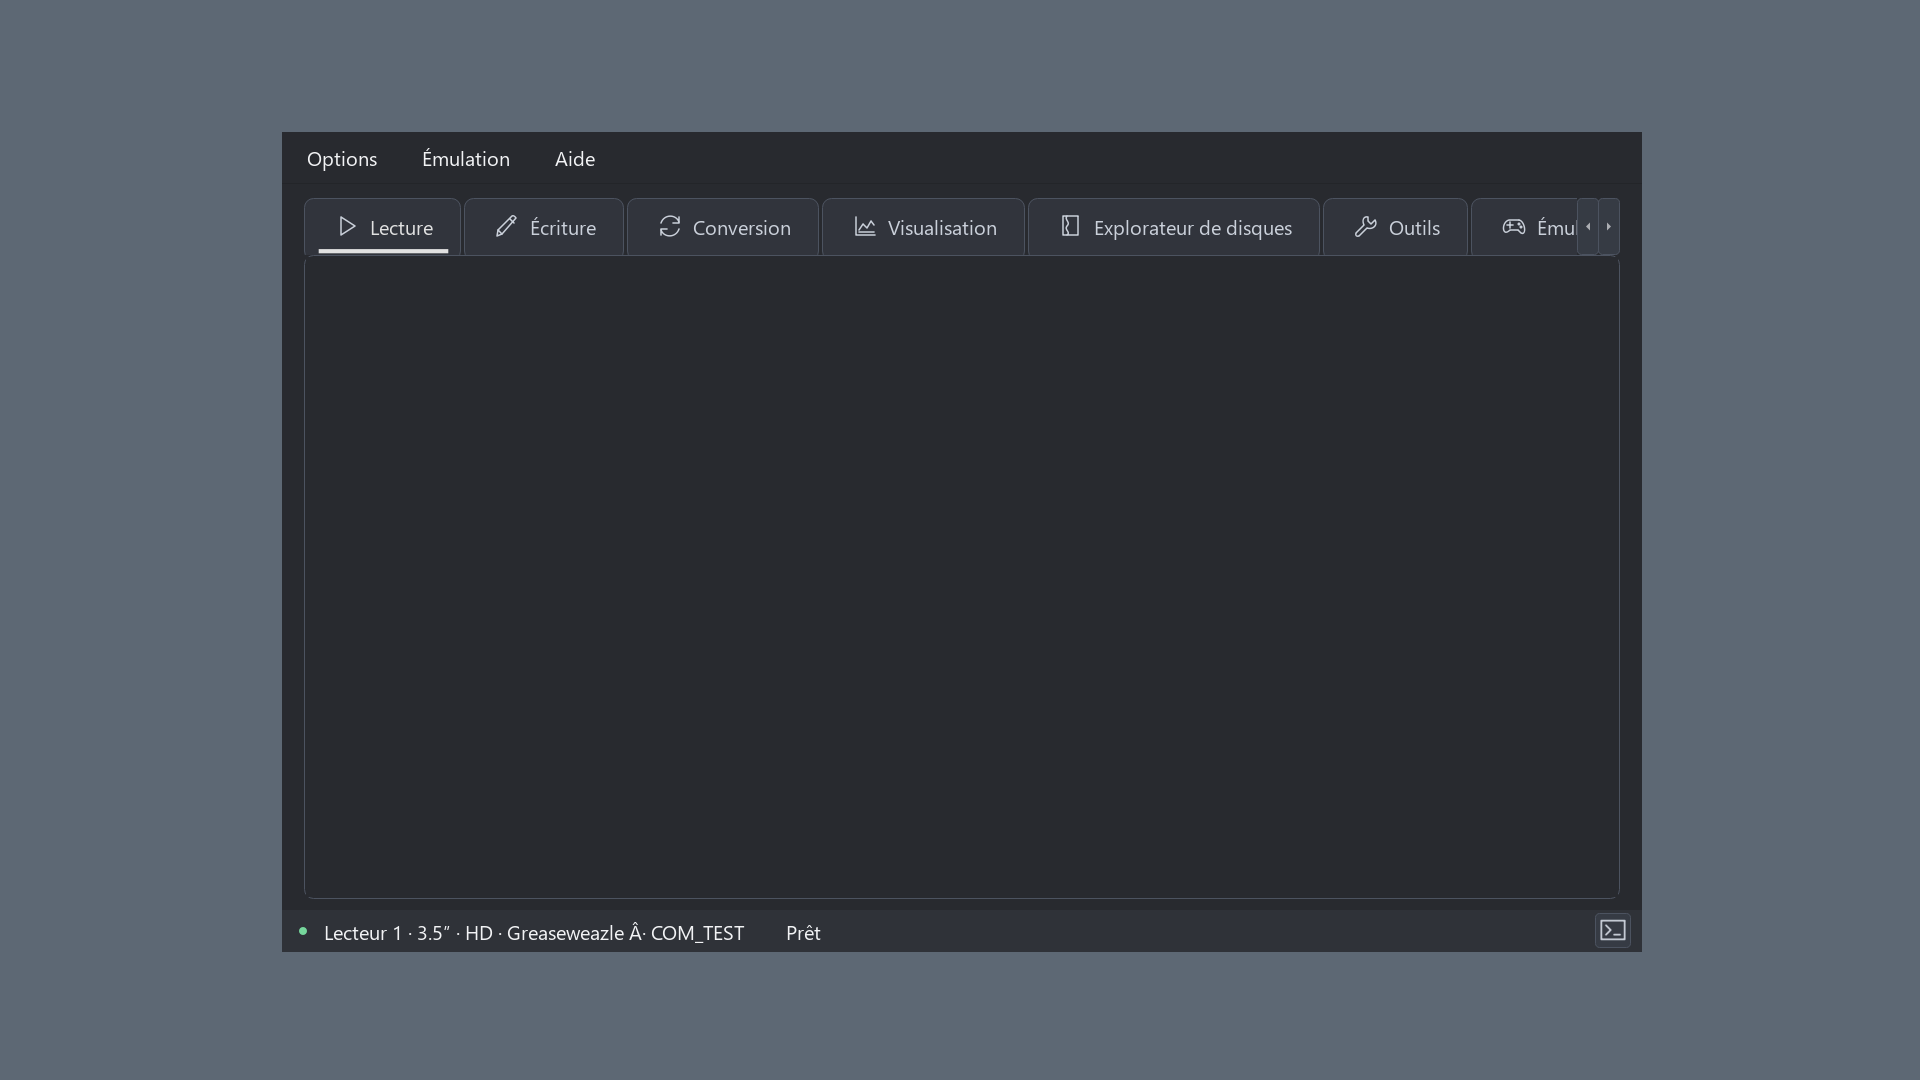 Options Émulation Aide
Lecture Écriture Conversion Visualisation Explorateur de disques Outils Émul
Lecteur 1 · 3.5″ · HD · Greaseweazle Â· COM_TEST Prêt